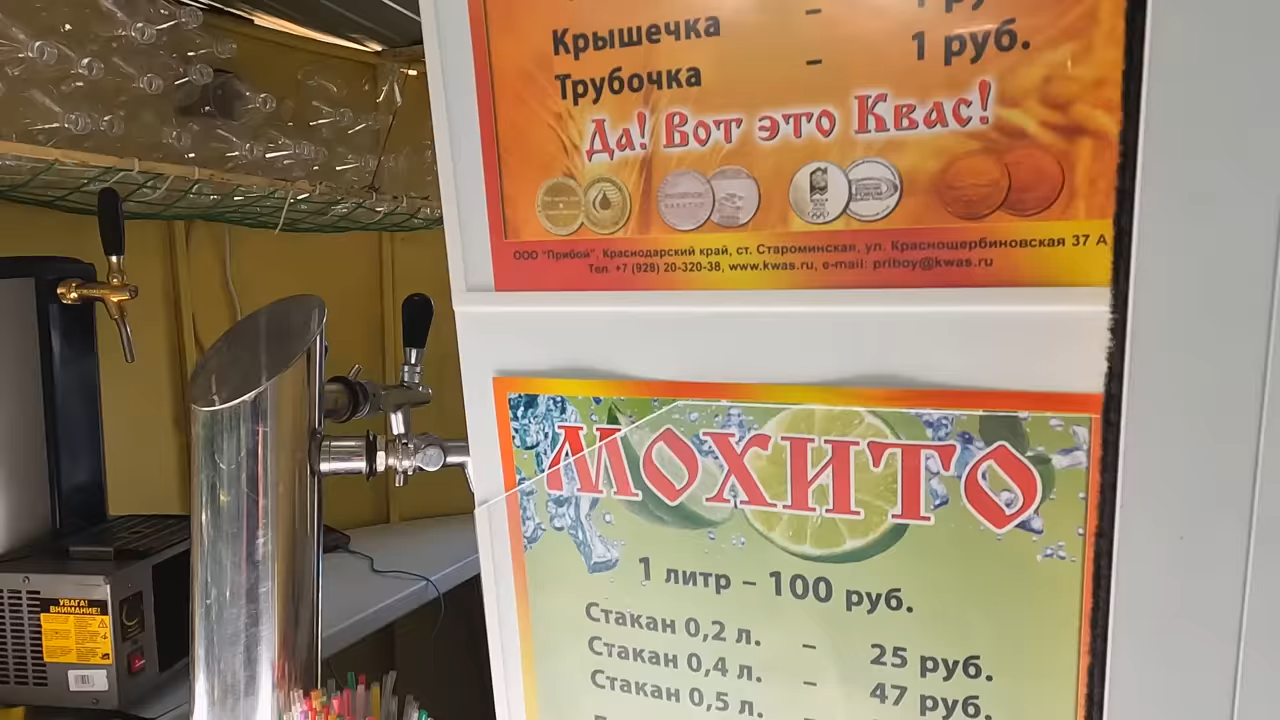 Крышечка – 1 руб.
Трубочка – 1 руб.
Да! Вот это Квас!
ООО "Прибой", Краснодарский край, ст. Староминская, ул. Краснощербиновская 37 А
Тел. +7 (928) 20-320-38, www.kwas.ru, e-mail: priboy@kwas.ru
МОХИТО
1 литр – 100 руб.
Стакан 0,2 л. – 25 руб.
Стакан 0,4 л. – 47 руб.
Стакан 0,5 л.
УВАГА!
ВНИМАНИЕ!